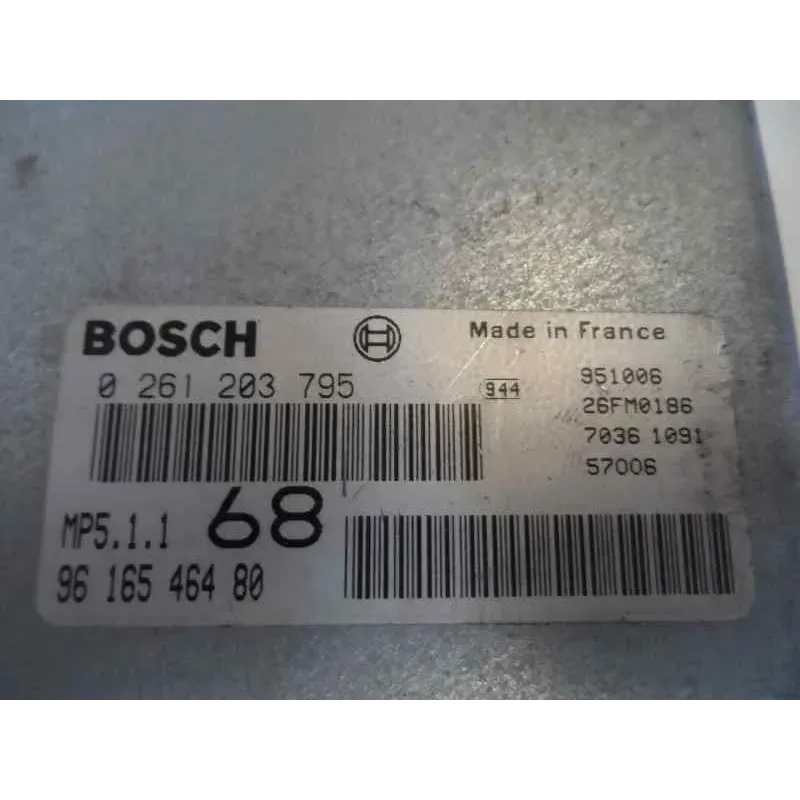 BOSCH
Made in France
0 261 203 795
944
951006
26FM0186
7036 1091
57006
MP5.1.1
68
96 165 464 80